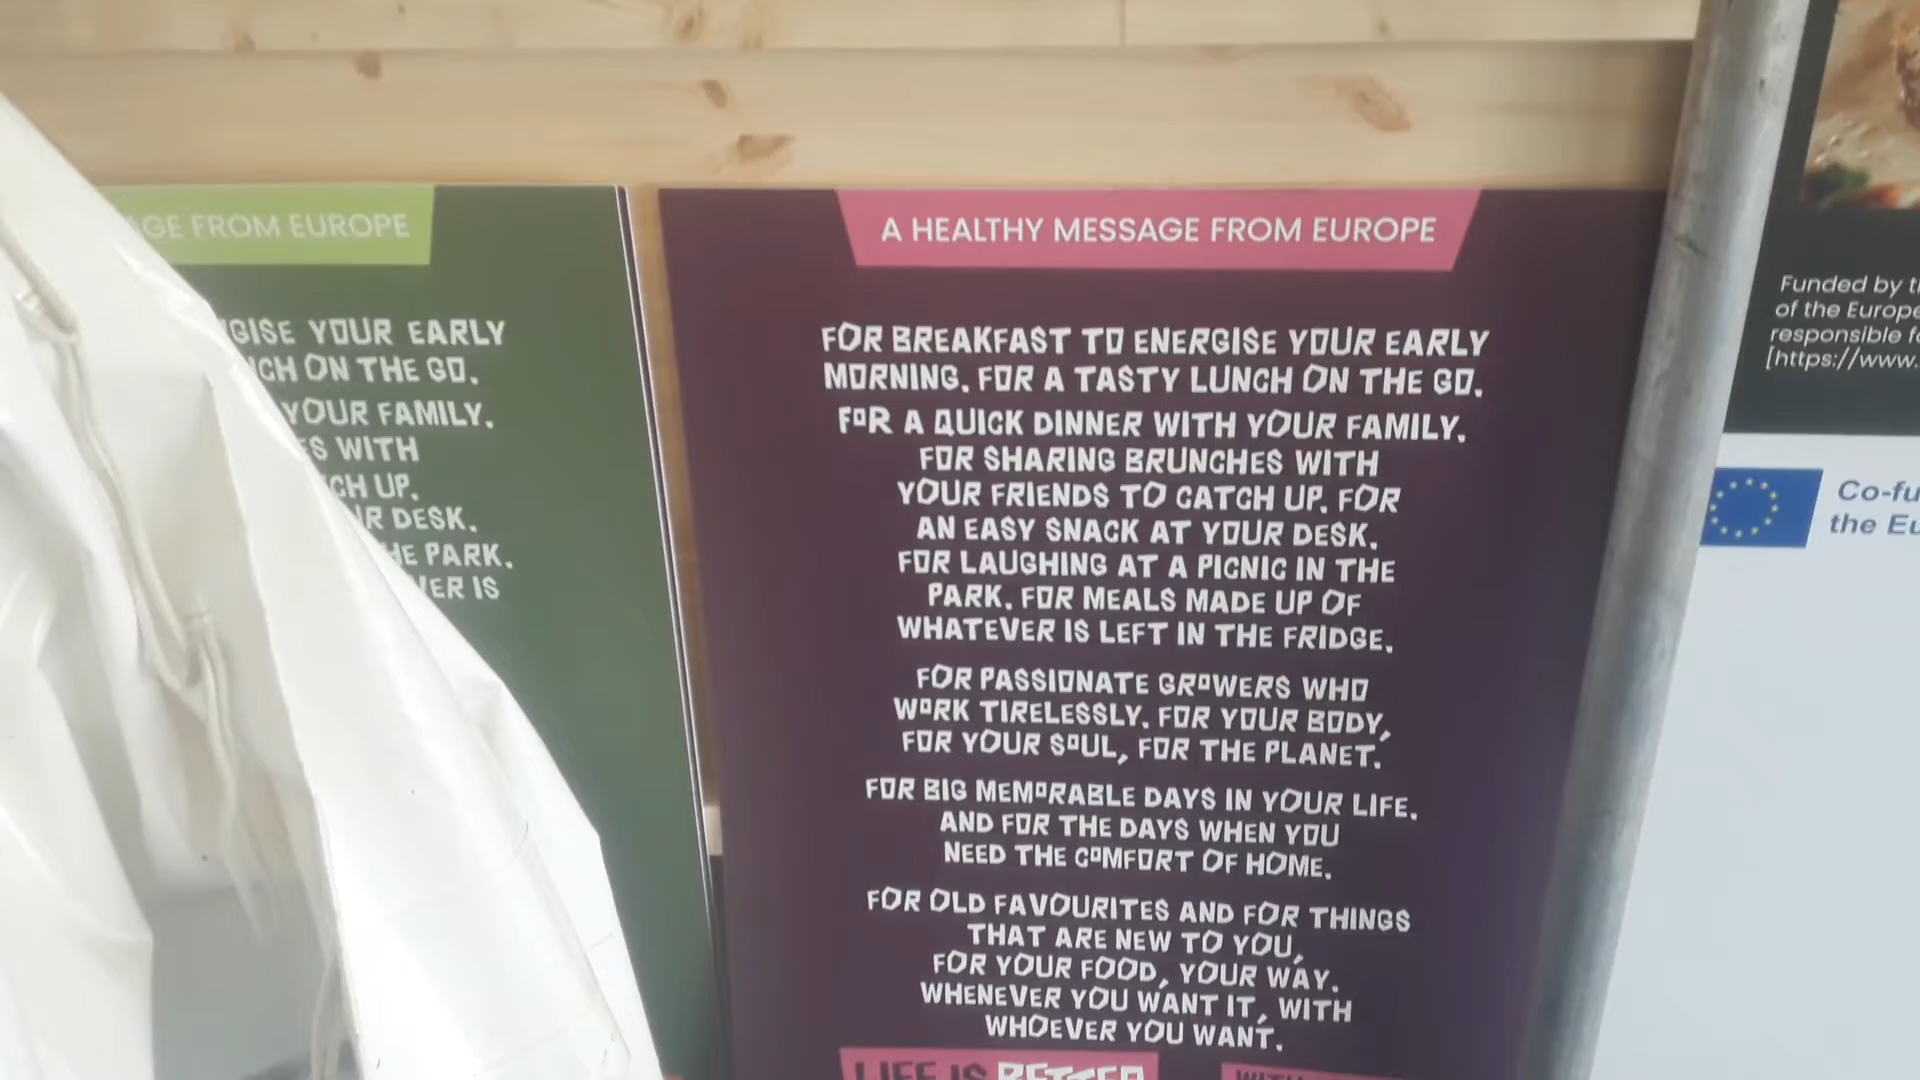 GE FROM EUROPE
YOUR EARLY
ON THE GO.
YOUR FAMILY.
WITH
UP.
DESK.
PARK.
IS
A HEALTHY MESSAGE FROM EUROPE
FOR BREAKFAST TO ENERGISE YOUR EARLY
MORNING. FOR A TASTY LUNCH ON THE GO.
FOR A QUICK DINNER WITH YOUR FAMILY.
FOR SHARING BRUNCHES WITH
YOUR FRIENDS TO CATCH UP. FOR
AN EASY SNACK AT YOUR DESK.
FOR LAUGHING AT A PICNIC IN THE
PARK. FOR MEALS MADE UP OF
WHATEVER IS LEFT IN THE FRIDGE.
FOR PASSIONATE GROWERS WHO
WORK TIRELESSLY. FOR YOUR BODY,
FOR YOUR SOUL, FOR THE PLANET.
FOR BIG MEMORABLE DAYS IN YOUR LIFE.
AND FOR THE DAYS WHEN YOU
NEED THE COMFORT OF HOME.
FOR OLD FAVOURITES AND FOR THINGS
THAT ARE NEW TO YOU,
FOR YOUR FOOD, YOUR WAY.
WHENEVER YOU WANT IT, WITH
WHOEVER YOU WANT.
LIFE IS BETTER
Funded by
of the
responsible
[https://www.
Co-fu
the Eu